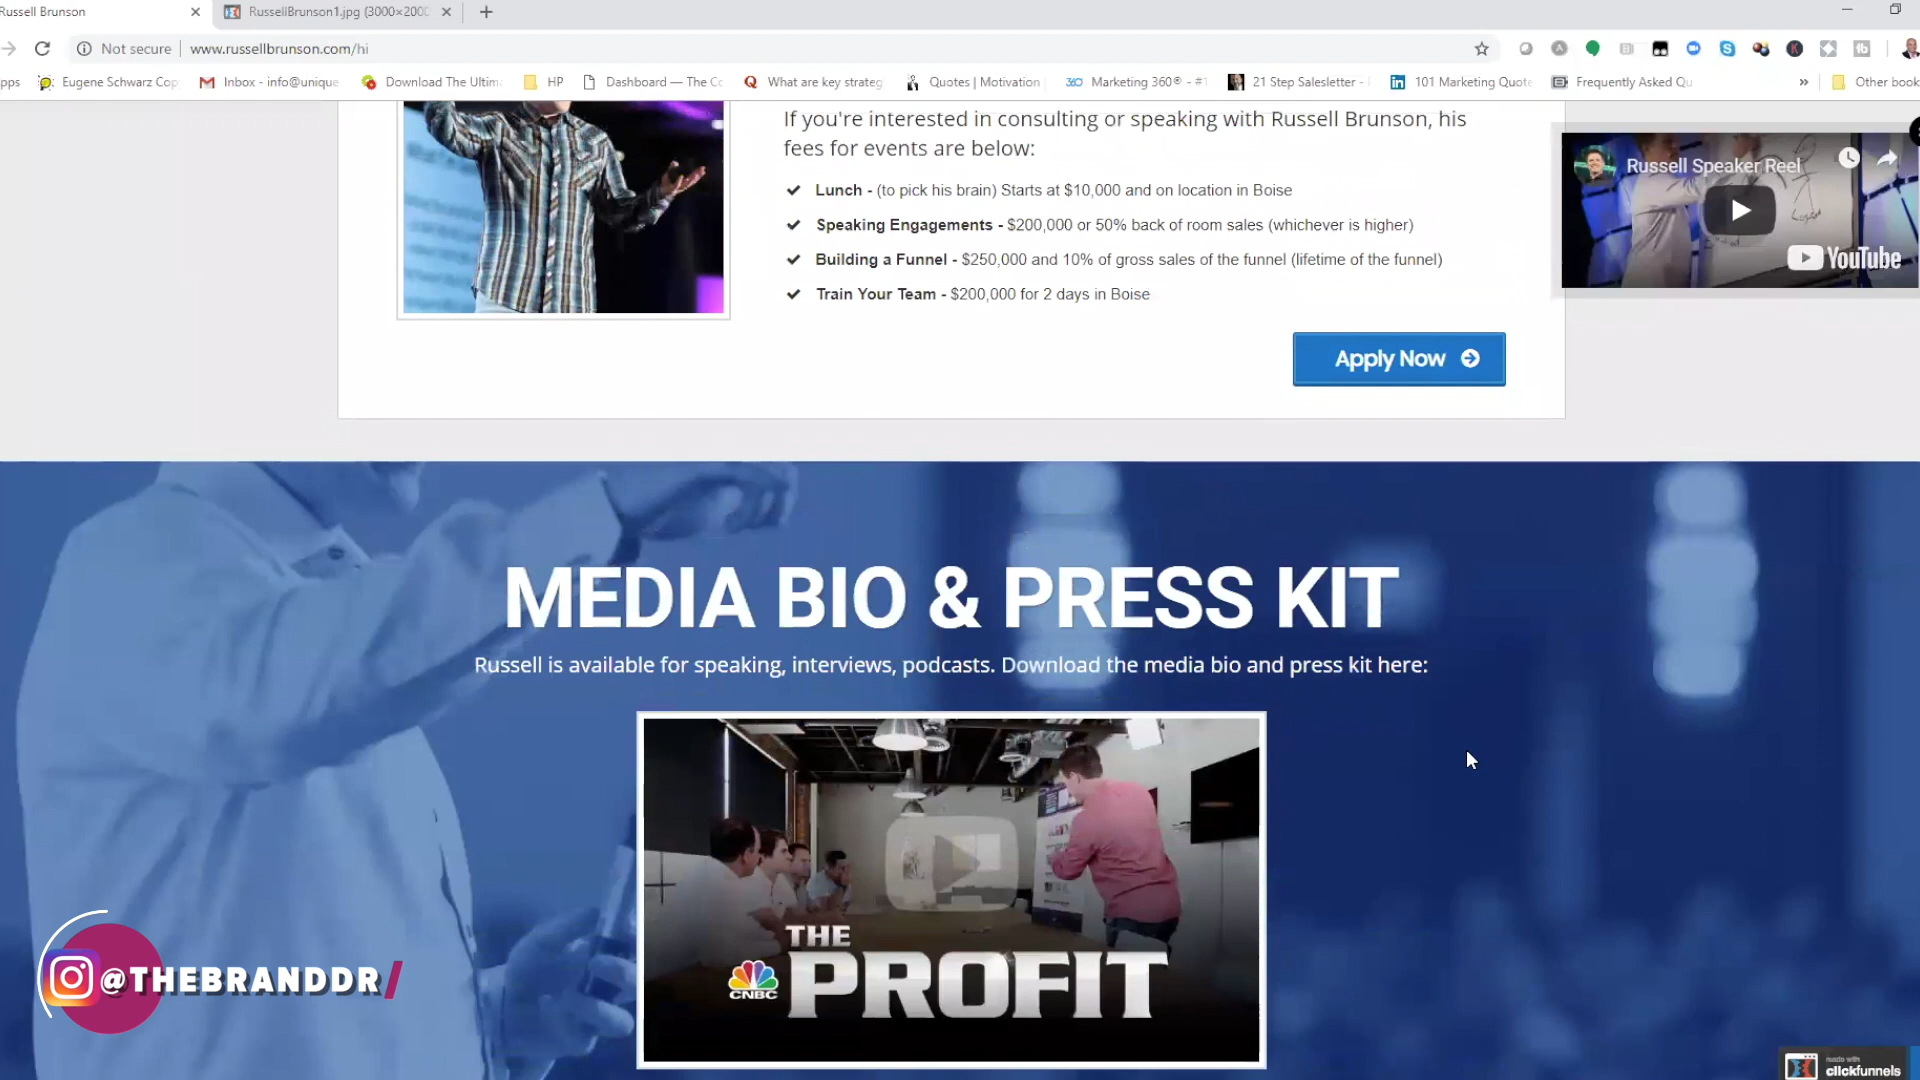 Russell Brunson
RussellBrunson1.jpg (3000×2000
Not secure
www.russellbrunson.com/hi
pps
Eugene Schwarz Cop
Inbox - info@unique
Download The Ultim
HP
Dashboard — The Co
What are key strateg
Quotes | Motivation
Marketing 360® - #1
21 Step Salesletter -
101 Marketing Quote
Frequently Asked Qu
»
Other book
If you're interested in consulting or speaking with Russell Brunson, his
fees for events are below:
Lunch - (to pick his brain) Starts at $10,000 and on location in Boise
Speaking Engagements - $200,000 or 50% back of room sales (whichever is higher)
Building a Funnel - $250,000 and 10% of gross sales of the funnel (lifetime of the funnel)
Train Your Team - $200,000 for 2 days in Boise
Apply Now
Russell Speaker Reel
YouTube
MEDIA BIO & PRESS KIT
Russell is available for speaking, interviews, podcasts. Download the media bio and press kit here:
THE
PROFIT
CNBC
@THEBRANDDR/
made with
clickfunnels